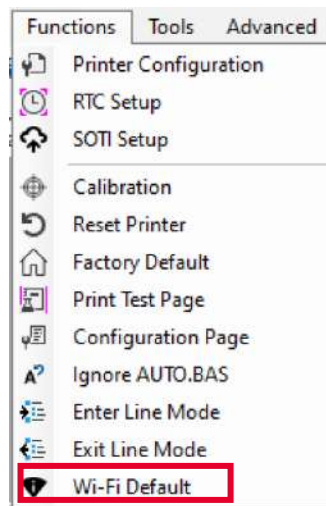 Functions Tools Advanced
Printer Configuration
RTC Setup
SOTI Setup
Calibration
Reset Printer
Factory Default
Print Test Page
Configuration Page
Ignore AUTO.BAS
Enter Line Mode
Exit Line Mode
Wi-Fi Default